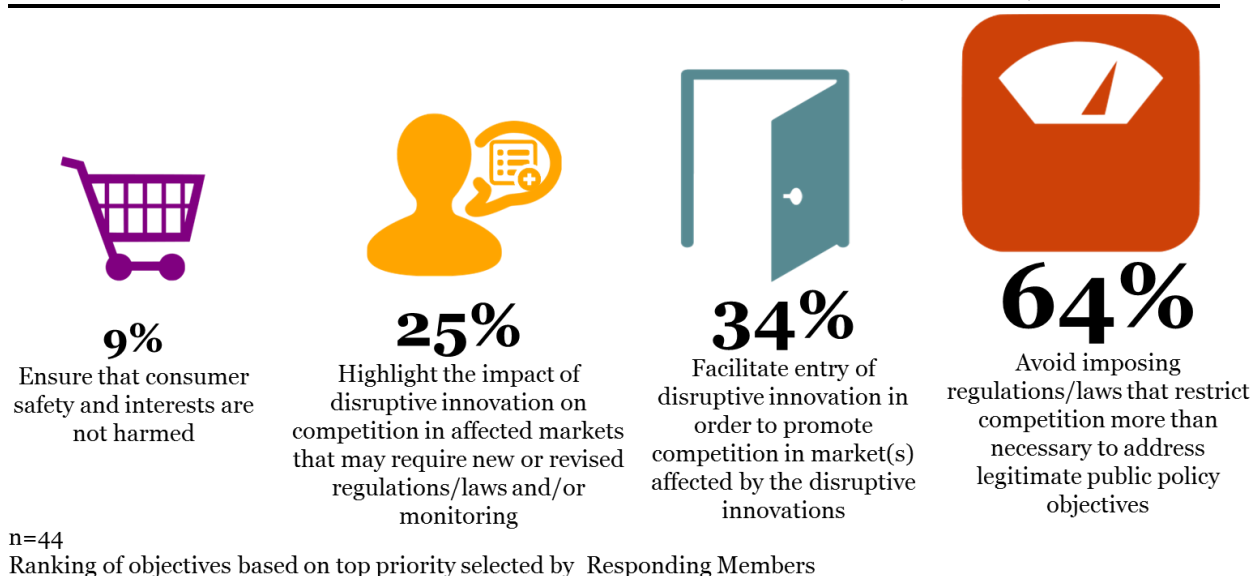 9%
Ensure that consumer
safety and interests are
not harmed
25%
Highlight the impact of
disruptive innovation on
competition in affected markets
that may require new or revised
regulations/laws and/or
monitoring
34%
Facilitate entry of
disruptive innovation in
order to promote
competition in market(s)
affected by the disruptive
innovations
64%
Avoid imposing
regulations/laws that restrict
competition more than
necessary to address
legitimate public policy
objectives
n=44
Ranking of objectives based on top priority selected by Responding Members